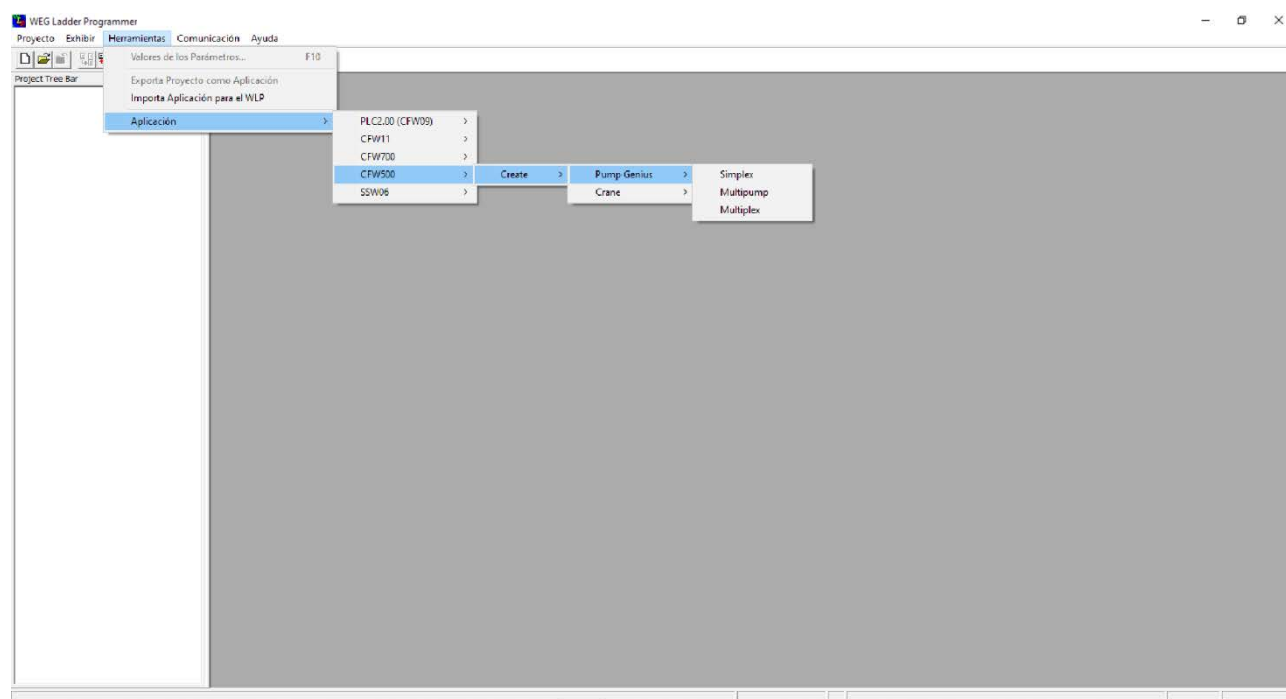 WEG Ladder Programmer
Proyecto Exhibir Herramientas Comunicación Ayuda
Valores de los Parámetros... F10
Project Tree Bar
Exporta Proyecto como Aplicación
Importa Aplicación para el WLP
Aplicación
PLC2.00 (CFW09)
CFW11
CFW700
CFW500 Create Pump Genius Simplex
SSW06 Crane Multipump
Multiplex